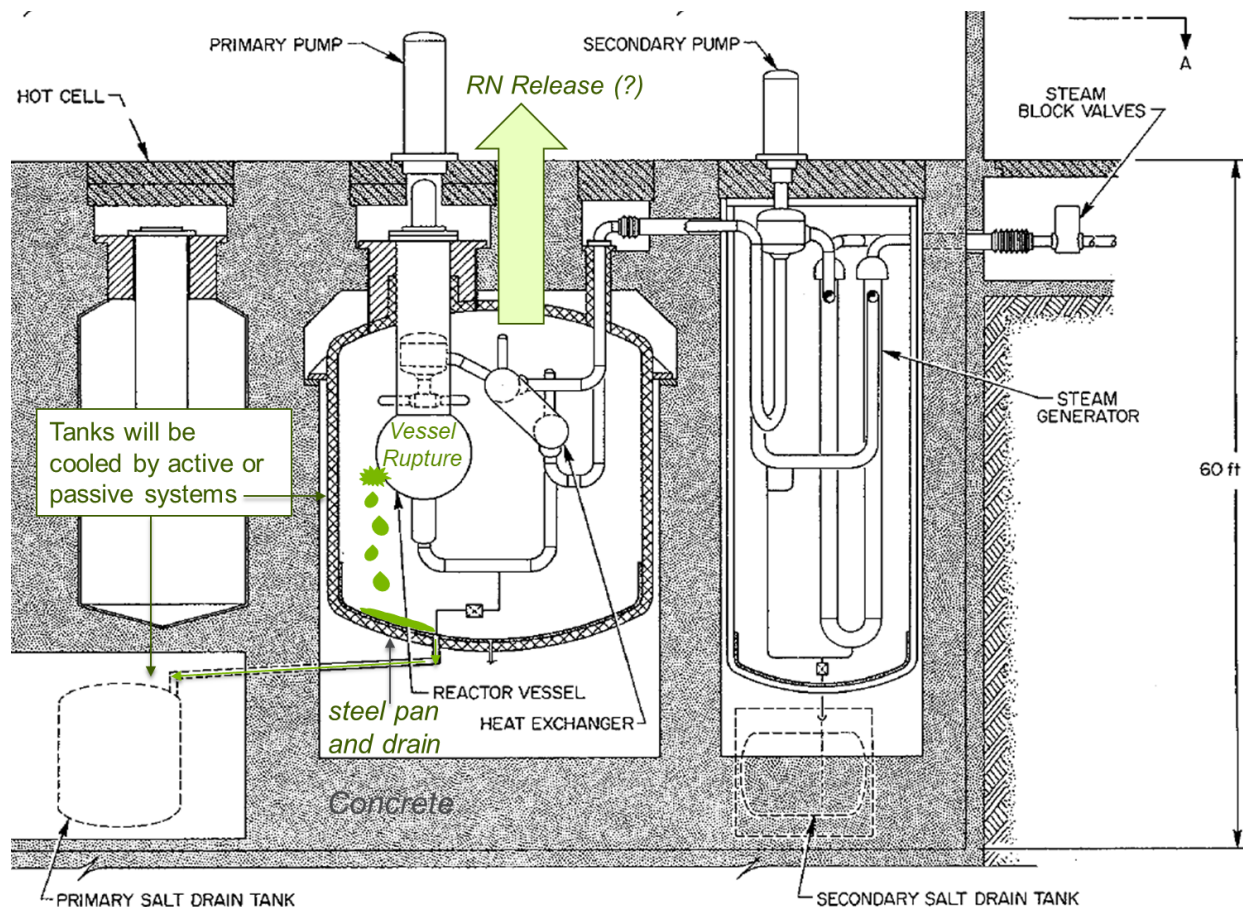 PRIMARY PUMP
SECONDARY PUMP
RN Release (?)
A
HOT CELL
STEAM
BLOCK VALVES
Tanks will be
cooled by active or
passive systems
Vessel
Rupture
STEAM
GENERATOR
60 ft
REACTOR VESSEL
HEAT EXCHANGER
steel pan
and drain
Concrete
PRIMARY SALT DRAIN TANK
SECONDARY SALT DRAIN TANK